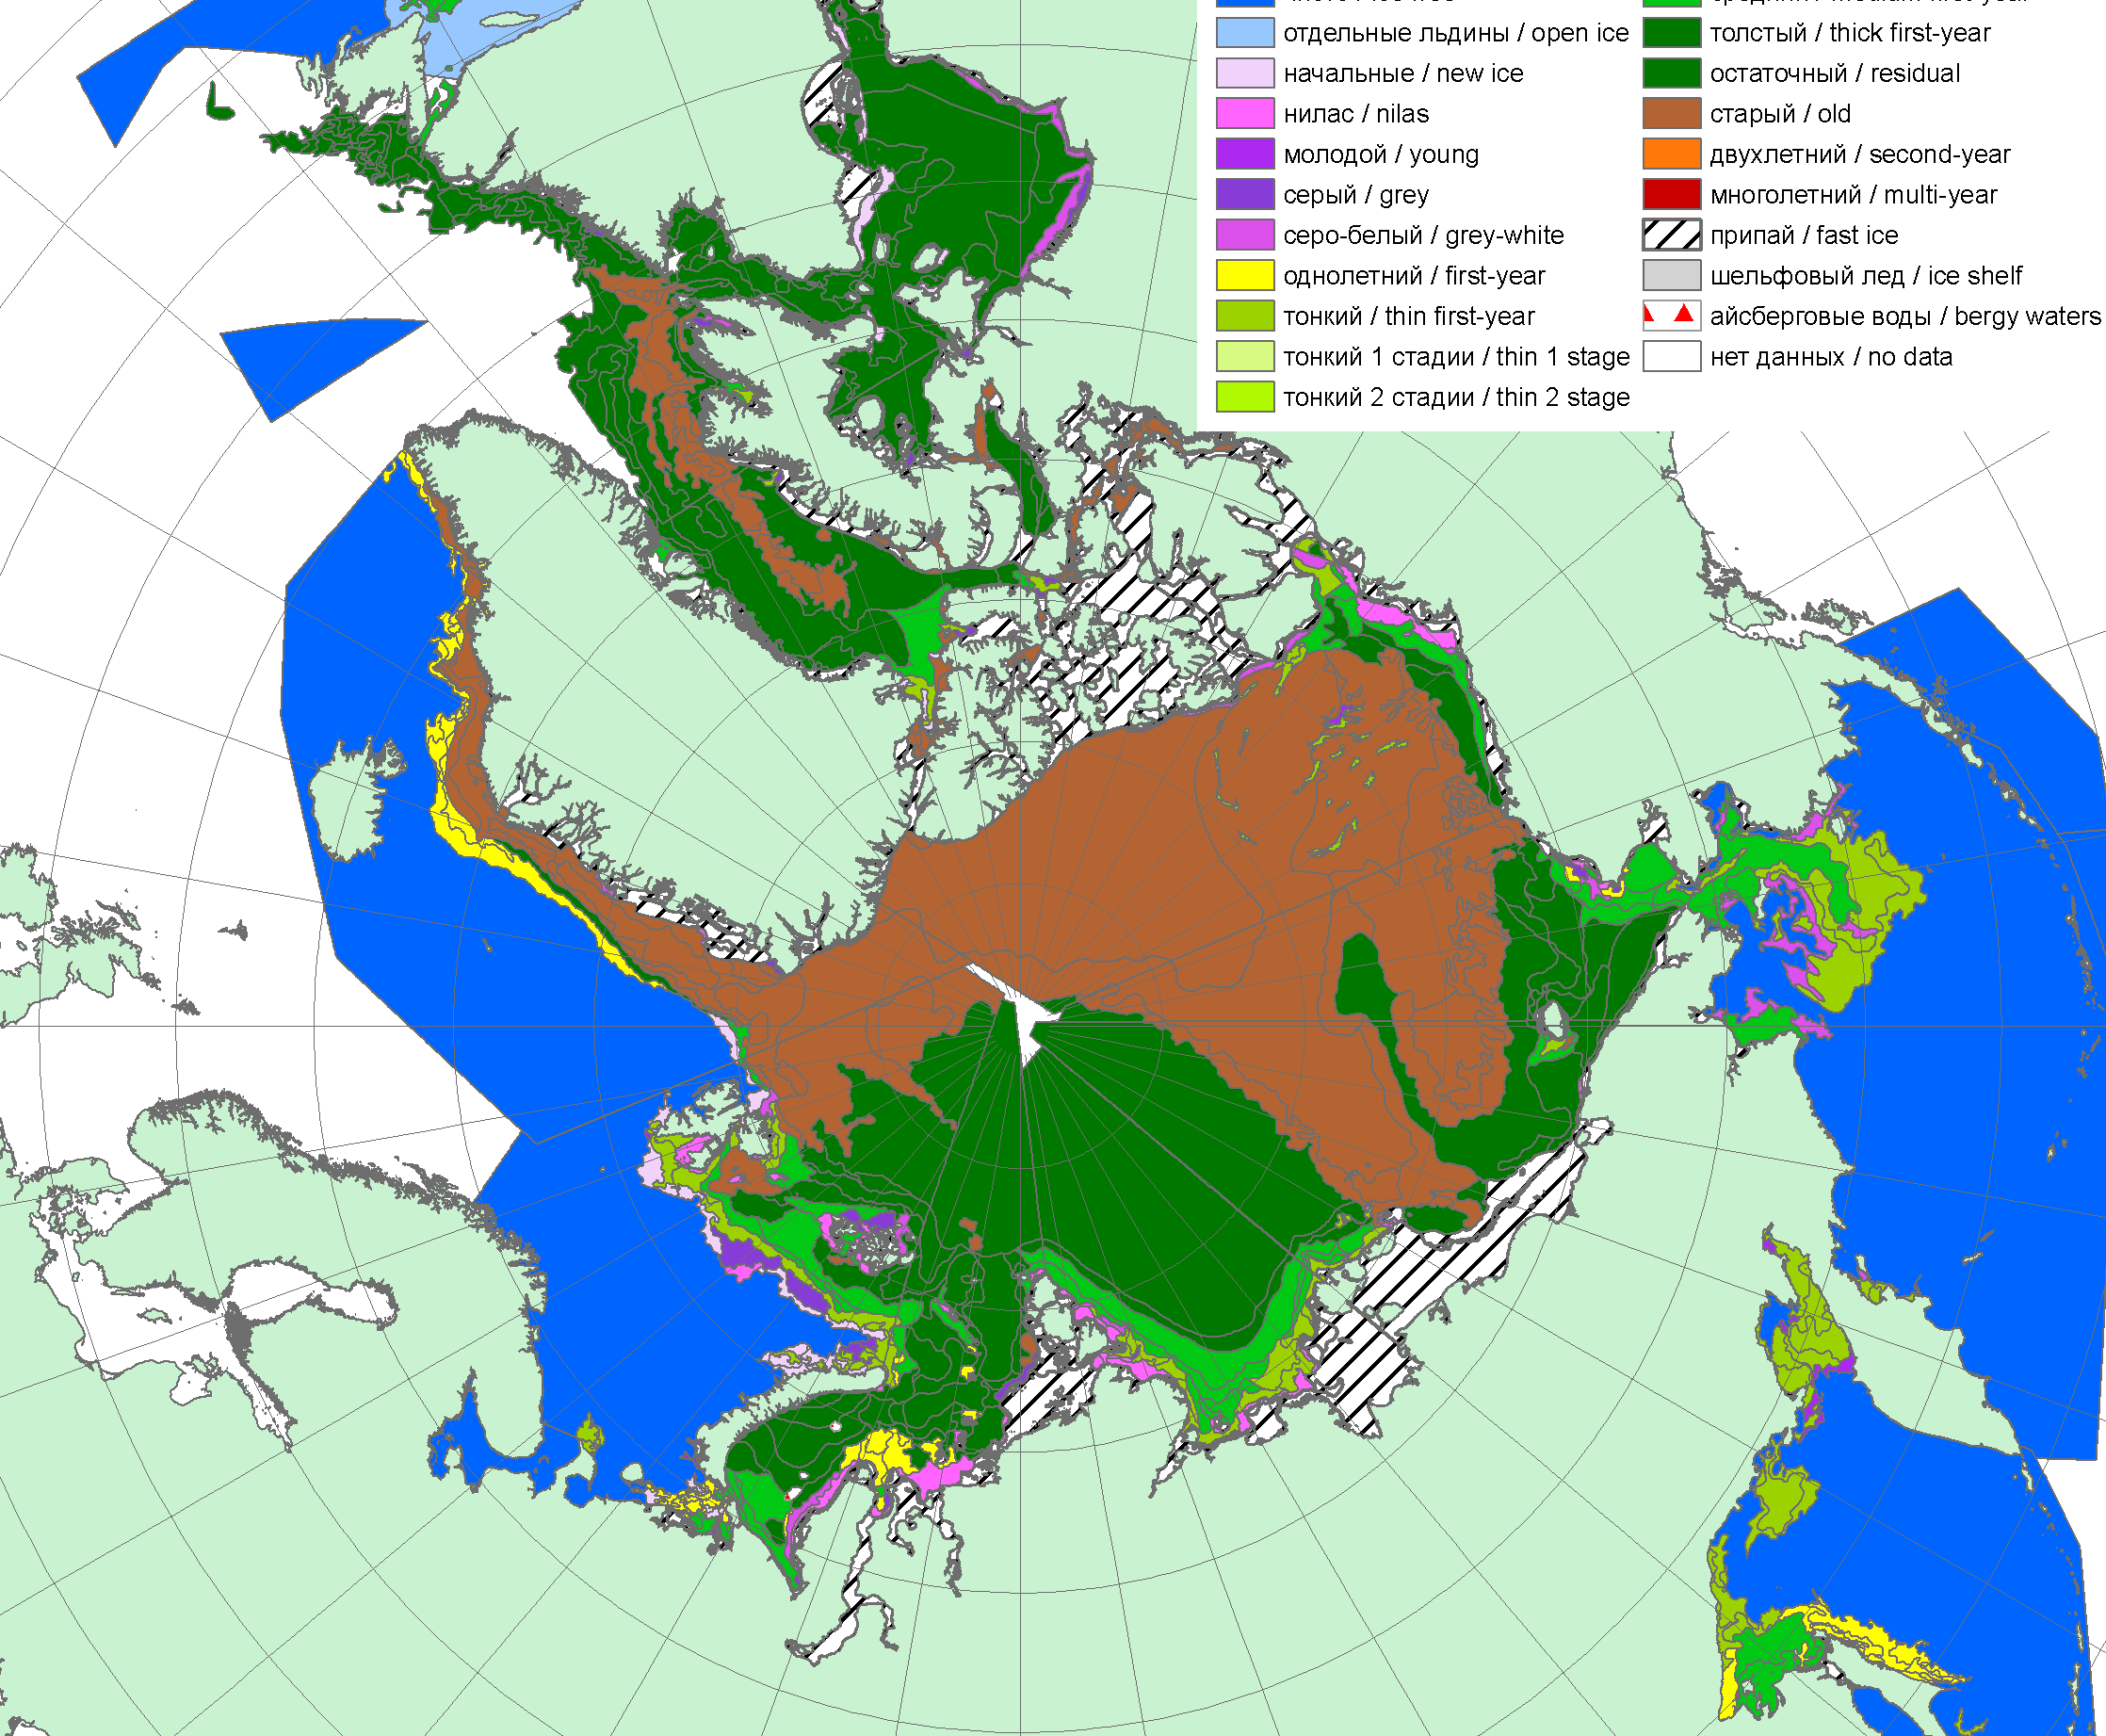 отдельные льдины / open ice
начальные / new ice
нилас / nilas
молодой / young
серый / grey
серо-белый / grey-white
однолетний / first-year
тонкий / thin first-year
тонкий 1 стадии / thin 1 stage
тонкий 2 стадии / thin 2 stage
толстый / thick first-year
остаточный / residual
старый / old
двухлетний / second-year
многолетний / multi-year
припай / fast ice
шельфовый лед / ice shelf
айсберговые воды / bergy waters
нет данных / no data